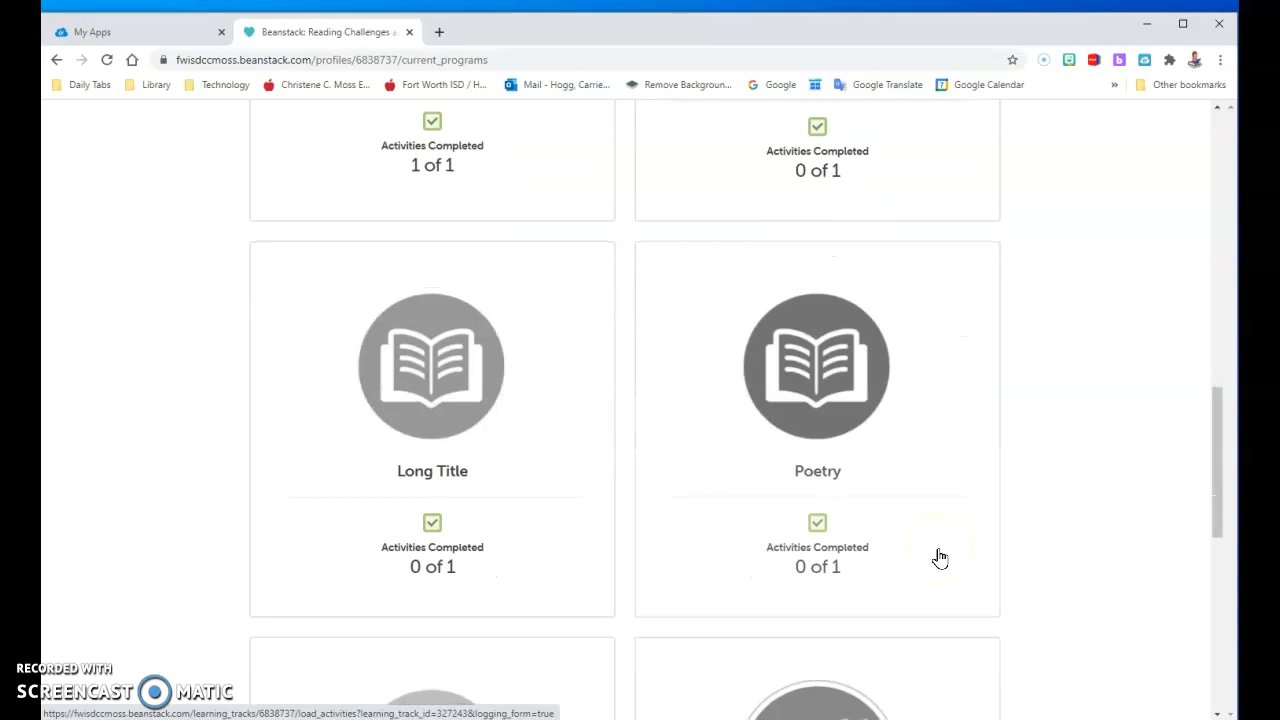 My Apps
Beanstack: Reading Challenges a
fwisdccmoss.beanstack.com/profiles/6838737/current_programs
Daily Tabs
Library
Technology
Christene C. Moss E...
Fort Worth ISD / H...
Mail - Hogg, Carrie...
Remove Backgroun...
Google
Google Translate
Google Calendar
»
Other bookmarks
Activities Completed
1 of 1
Activities Completed
0 of 1
Long Title
Activities Completed
0 of 1
Poetry
Activities Completed
0 of 1
RECORDED WITH
SCREENCAST MATIC
https://fwisdccmoss.beanstack.com/learning_tracks/6838737/load_activities?learning_track_id=327243&logging_form=true